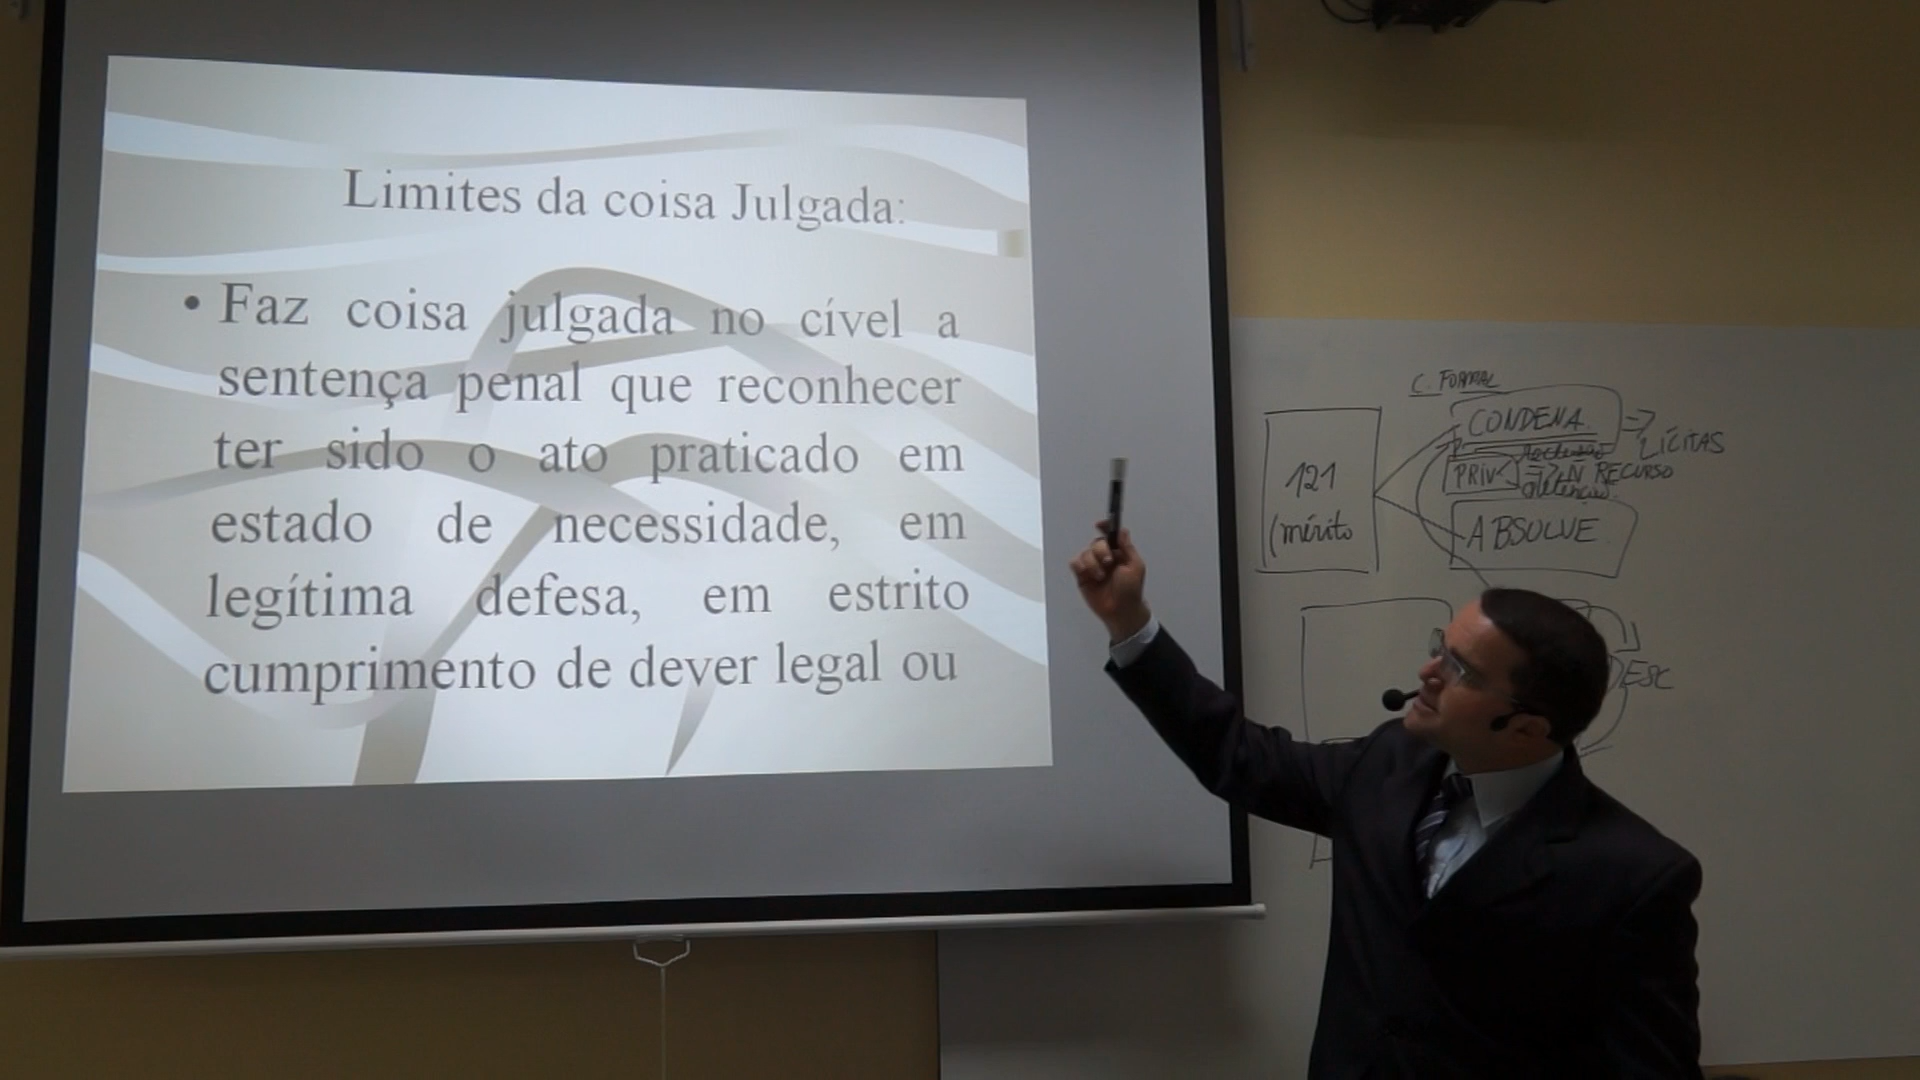 Limites da coisa Julgada:
• Faz coisa julgada no cível a
sentença penal que reconhecer
ter sido o ato praticado em
estado de necessidade, em
legítima defesa, em estrito
cumprimento de dever legal ou
C. FORMAL
CONDENA.
=> LÍCITAS
reclusão
PRIV
=> N RECURSO
detenção.
121
(mérito
ABSOLVE.
DESC